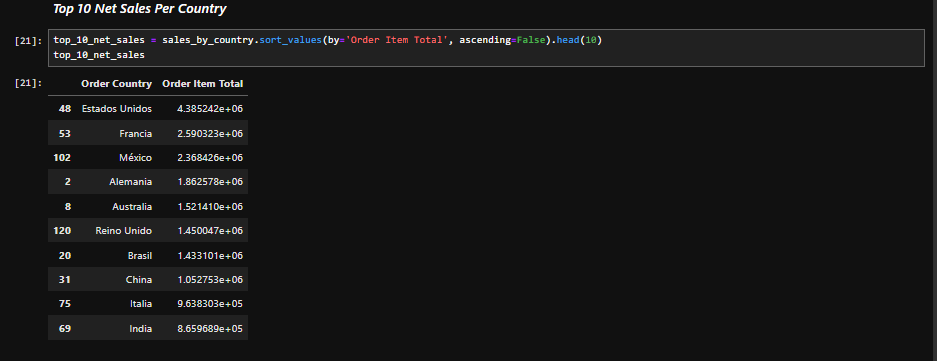 Top 10 Net Sales Per Country
[21]: top_10_net_sales = sales_by_country.sort_values(by='Order Item Total', ascending=False).head(10)
top_10_net_sales
[21]: Order Country Order Item Total
48 Estados Unidos 4.385242e+06
53 Francia 2.590323e+06
102 México 2.368426e+06
2 Alemania 1.862578e+06
8 Australia 1.521410e+06
120 Reino Unido 1.450047e+06
20 Brasil 1.433101e+06
31 China 1.052753e+06
75 Italia 9.638303e+05
69 India 8.659689e+05